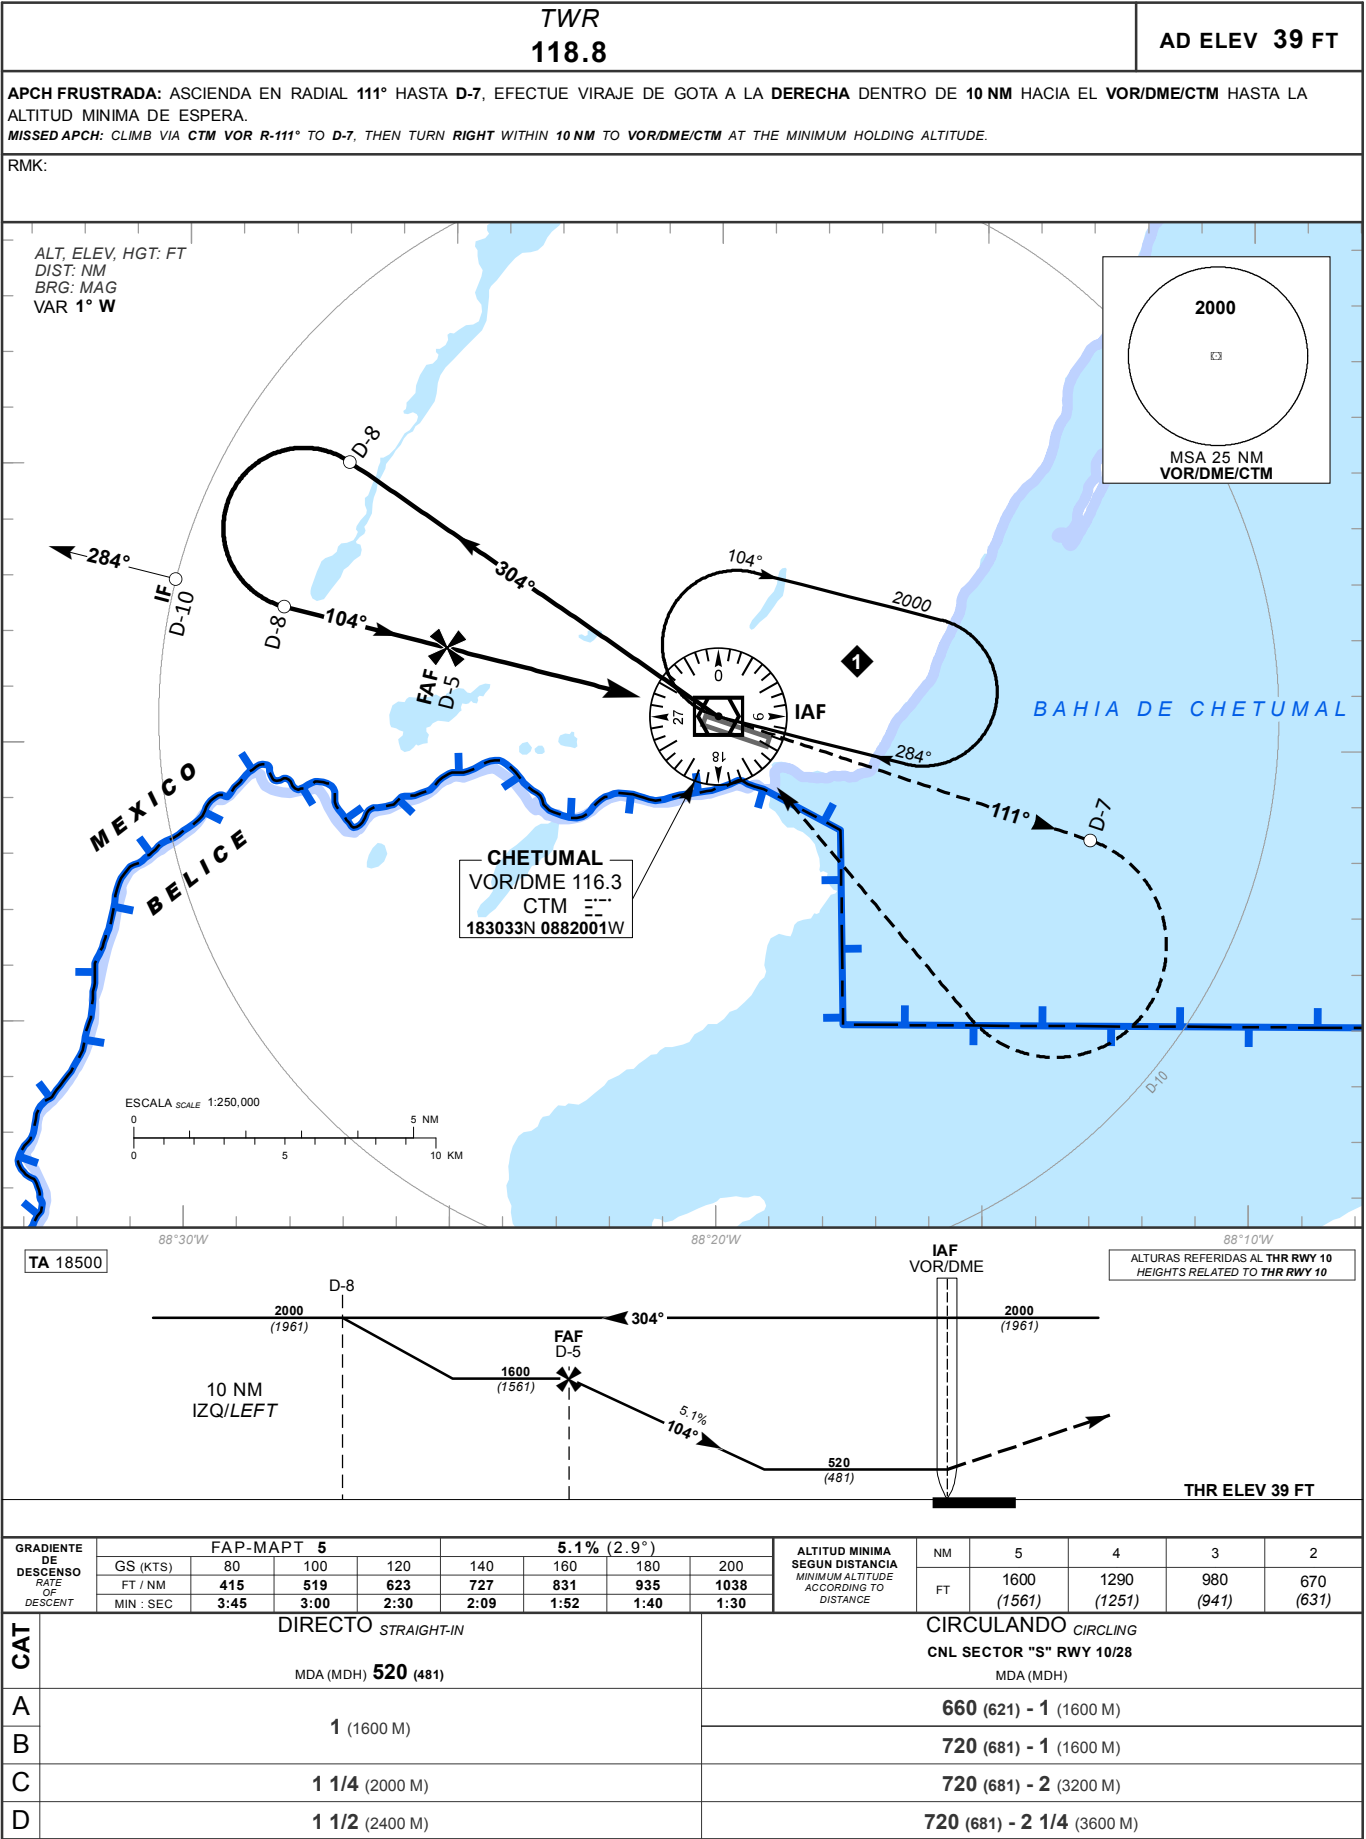 TWR
118.8
AD ELEV 39 FT
APCH FRUSTRADA: ASCIENDA EN RADIAL 111° HASTA D-7, EFECTUE VIRAJE DE GOTA A LA DERECHA DENTRO DE 10 NM HACIA EL VOR/DME/CTM HASTA LA
ALTITUD MINIMA DE ESPERA.
MISSED APCH: CLIMB VIA CTM VOR R-111° TO D-7, THEN TURN RIGHT WITHIN 10 NM TO VOR/DME/CTM AT THE MINIMUM HOLDING ALTITUDE.
RMK:
ALT, ELEV, HGT: FT
DIST: NM
BRG: MAG
VAR 1° W
2000
MSA 25 NM
VOR/DME/CTM
D-8
284°
IF
D-10
304°
104°
D-8
104°
2000
FAF
D-5
1
0
9
18
27
IAF
284°
BAHIA DE CHETUMAL
111°
D-7
MEXICO
BELICE
CHETUMAL
VOR/DME 116.3
CTM
183033N 0882001W
D-10
ESCALA SCALE 1:250,000
0 5 NM
0 5 10 KM
88°30'W 88°20'W 88°10'W
TA 18500
IAF
VOR/DME
ALTURAS REFERIDAS AL THR RWY 10
HEIGHTS RELATED TO THR RWY 10
D-8
2000
(1961)
304°
2000
(1961)
FAF
D-5
1600
(1561)
10 NM
IZQ/LEFT
5.1%
104°
520
(481)
THR ELEV 39 FT
GRADIENTE
DE
DESCENSO
RATE
OF
DESCENT
FAP-MAPT 5 5.1% (2.9°)
GS (KTS) 80 100 120 140 160 180 200
FT / NM 415 519 623 727 831 935 1038
MIN : SEC 3:45 3:00 2:30 2:09 1:52 1:40 1:30
ALTITUD MINIMA
SEGUN DISTANCIA
MINIMUM ALTITUDE
ACCORDING TO
DISTANCE
NM 5 4 3 2
FT 1600 1290 980 670
(1561) (1251) (941) (631)
CAT
DIRECTO STRAIGHT-IN
MDA (MDH) 520 (481)
CIRCULANDO CIRCLING
CNL SECTOR "S" RWY 10/28
MDA (MDH)
A
1 (1600 M)
660 (621) - 1 (1600 M)
B
720 (681) - 1 (1600 M)
C
1 1/4 (2000 M)
720 (681) - 2 (3200 M)
D
1 1/2 (2400 M)
720 (681) - 2 1/4 (3600 M)